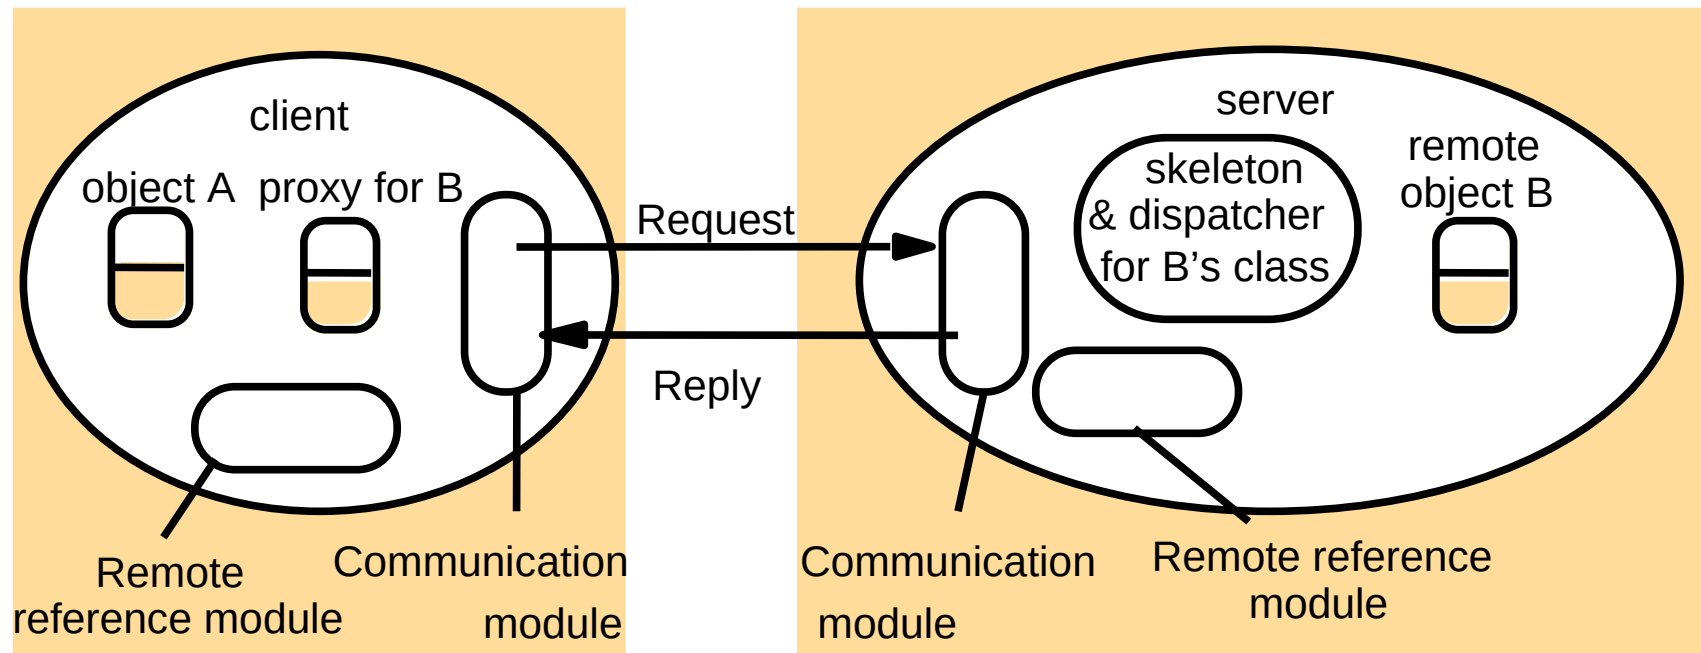 client
object A
proxy for B
Remote
reference module
Communication
module
Request
Reply
server
skeleton
& dispatcher
for B’s class
remote
object B
Communication
module
Remote reference
module